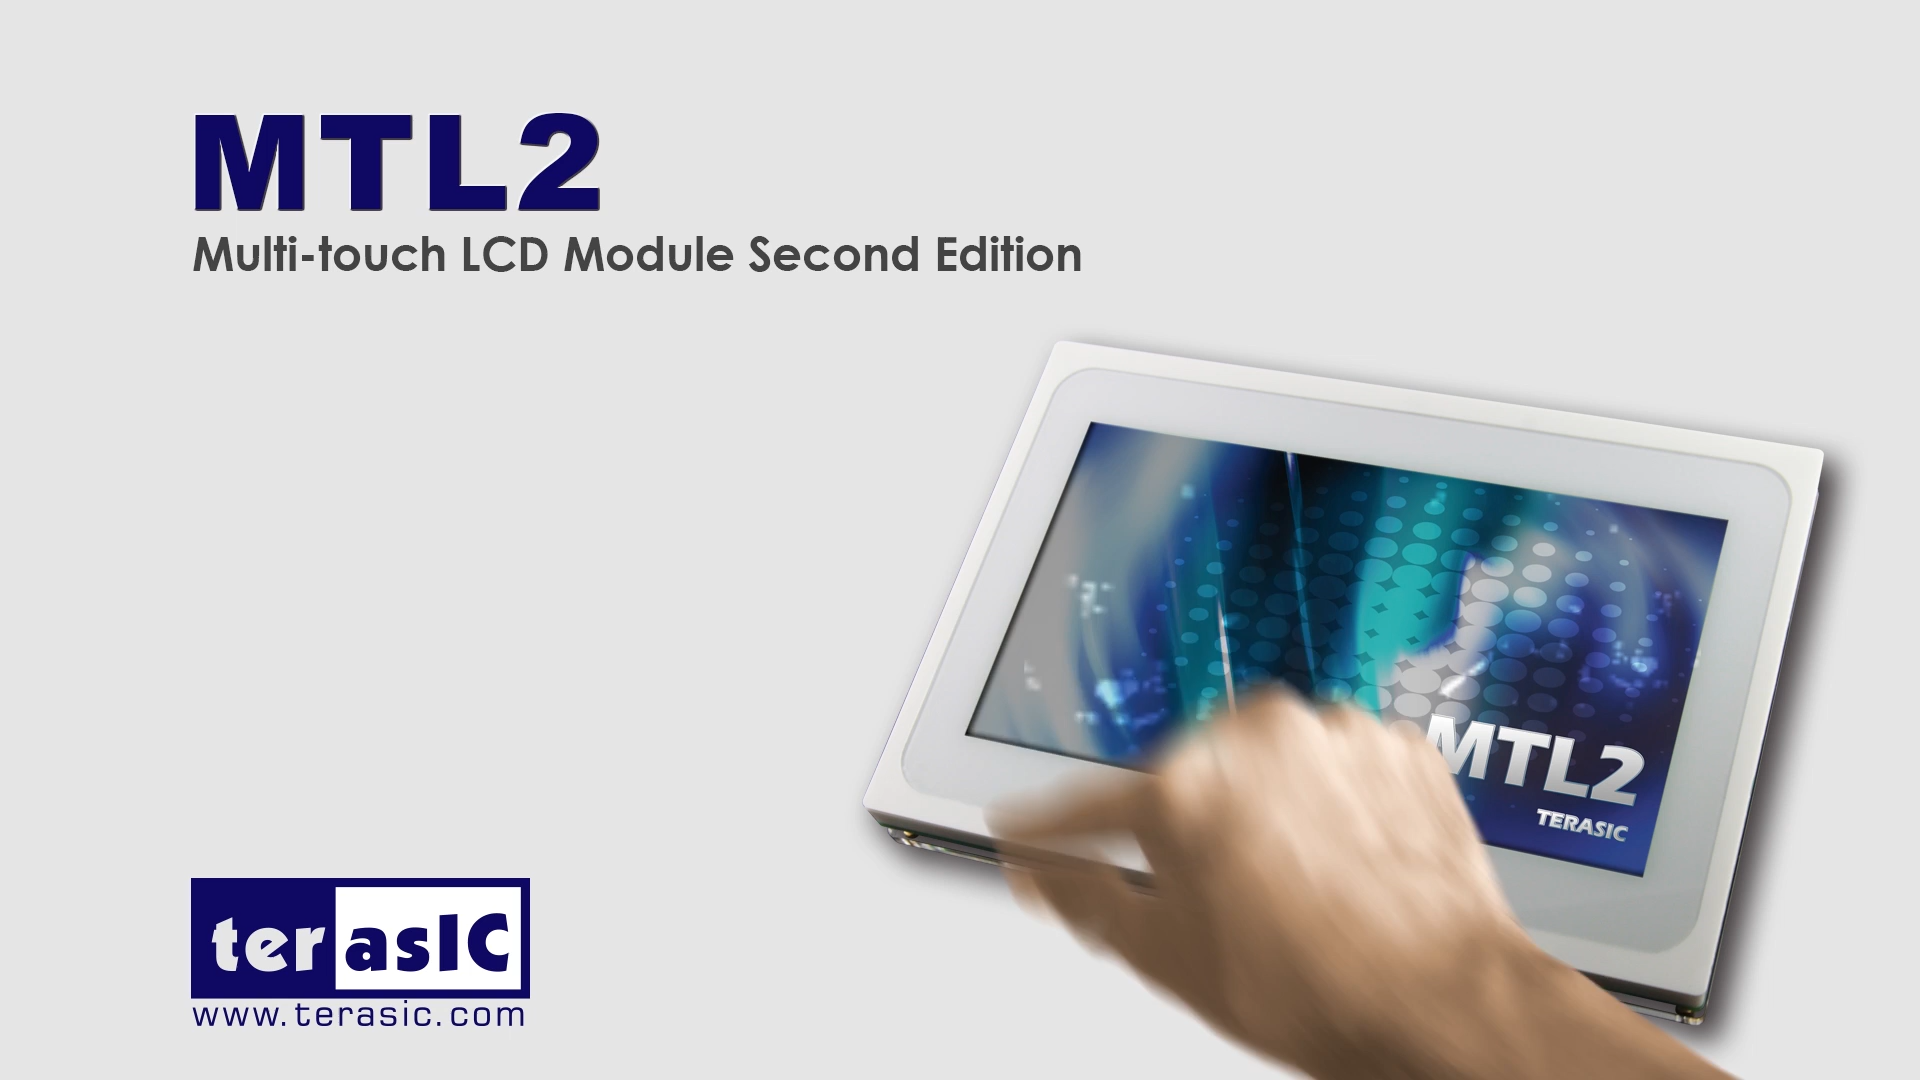 MTL2
Multi-touch LCD Module Second Edition
MTL2
TERASIC
terasIC
www.terasic.com